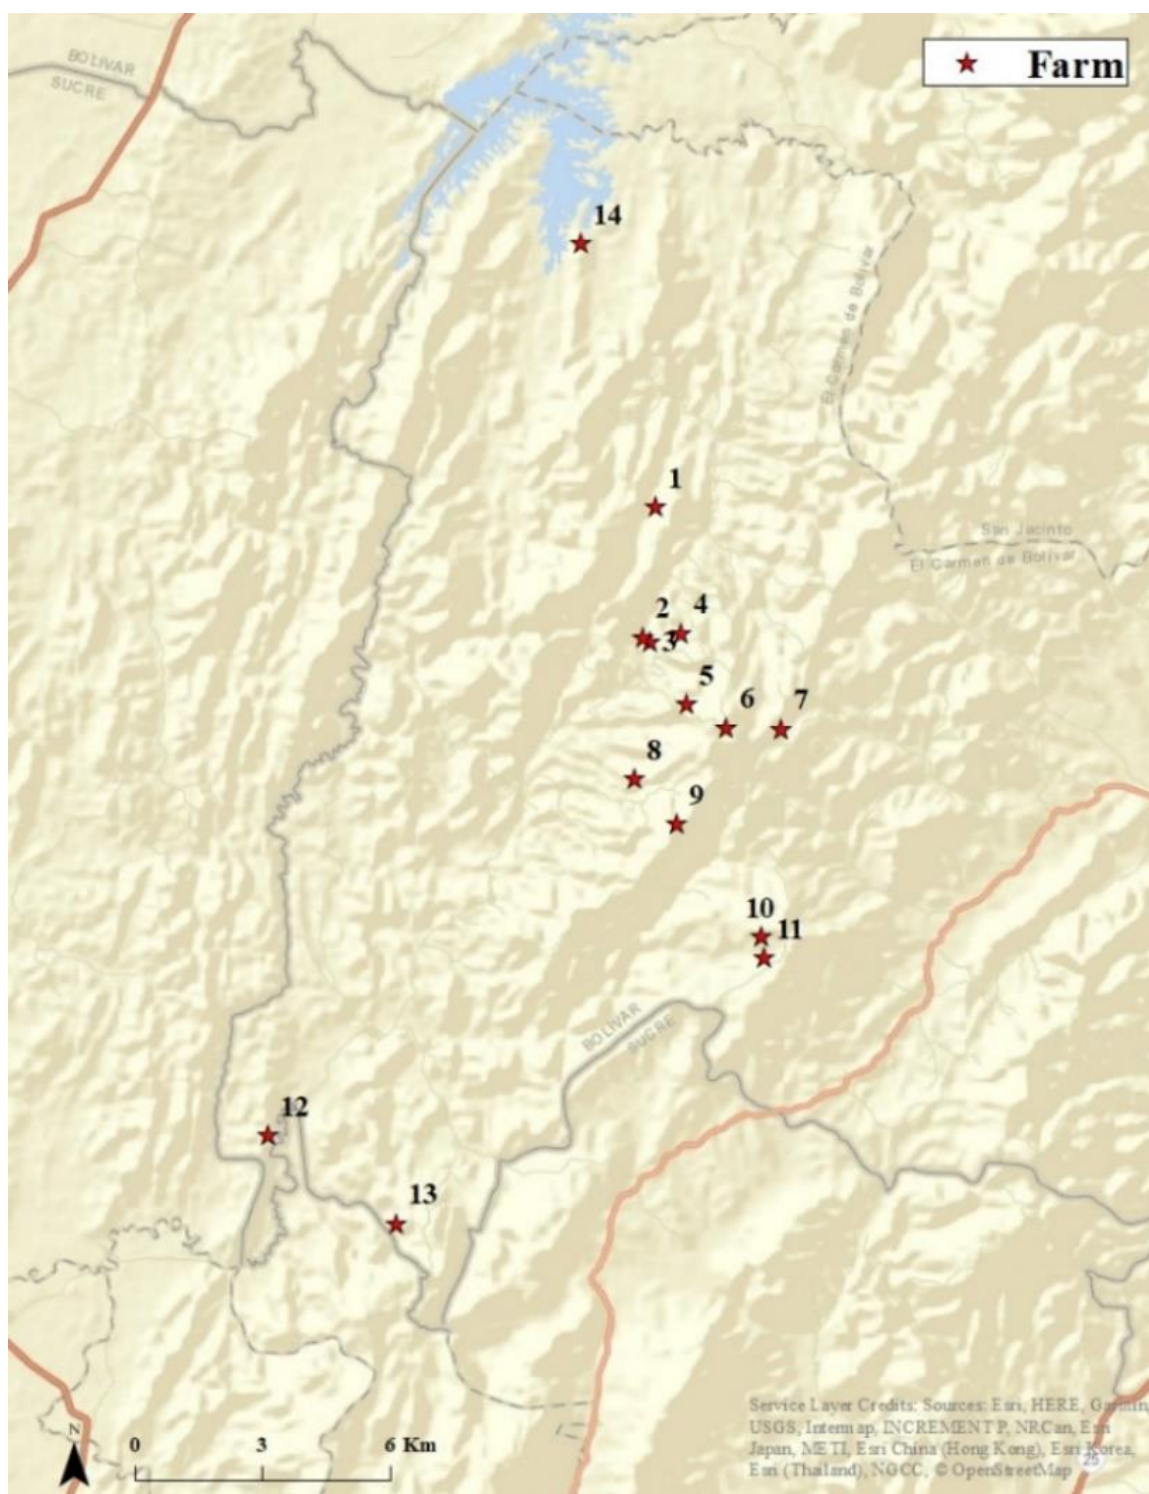 Farm
BOLIVAR
SUCRE
14
El Carmen de Bolivar
1
San Jacinto
El Carmen de Bolivar
2
4
3
5
6
7
8
9
10
11
BOLIVAR
SUCRE
12
13
N
0 3 6 Km
Service Layer Credits: Sources: Esri, HERE, Garmin,
USGS, Intermap, INCREMENT P, NRCan, Esri
Japan, METI, Esri China (Hong Kong), Esri Korea,
Esri (Thailand), NGCC, © OpenStreetMap
25